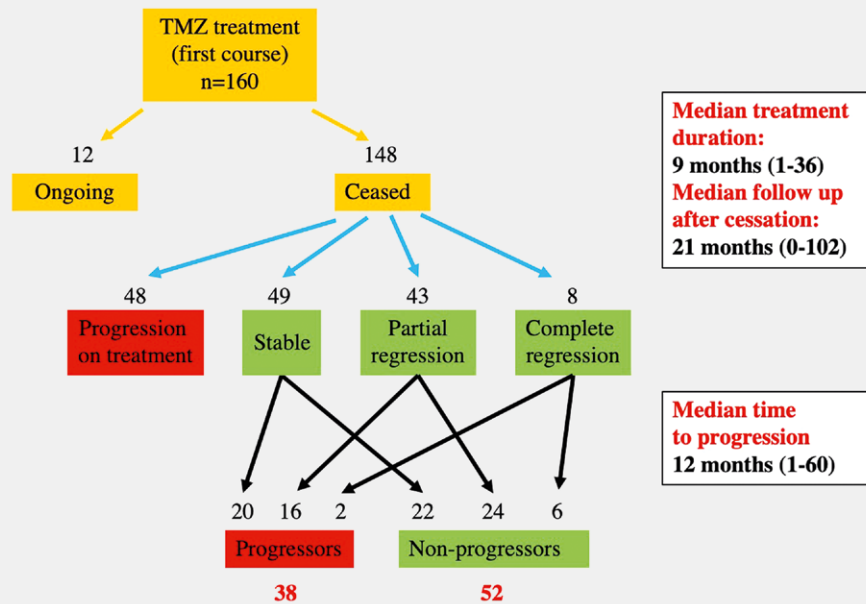 TMZ treatment
(first course)
n=160
12
148
Ongoing
Ceased
Median treatment
duration:
9 months (1-36)
Median follow up
after cessation:
21 months (0-102)
48
49
43
8
Progression
on treatment
Stable
Partial
regression
Complete
regression
Median time
to progression
12 months (1-60)
20 16 2 22 24 6
Progressors
Non-progressors
38
52